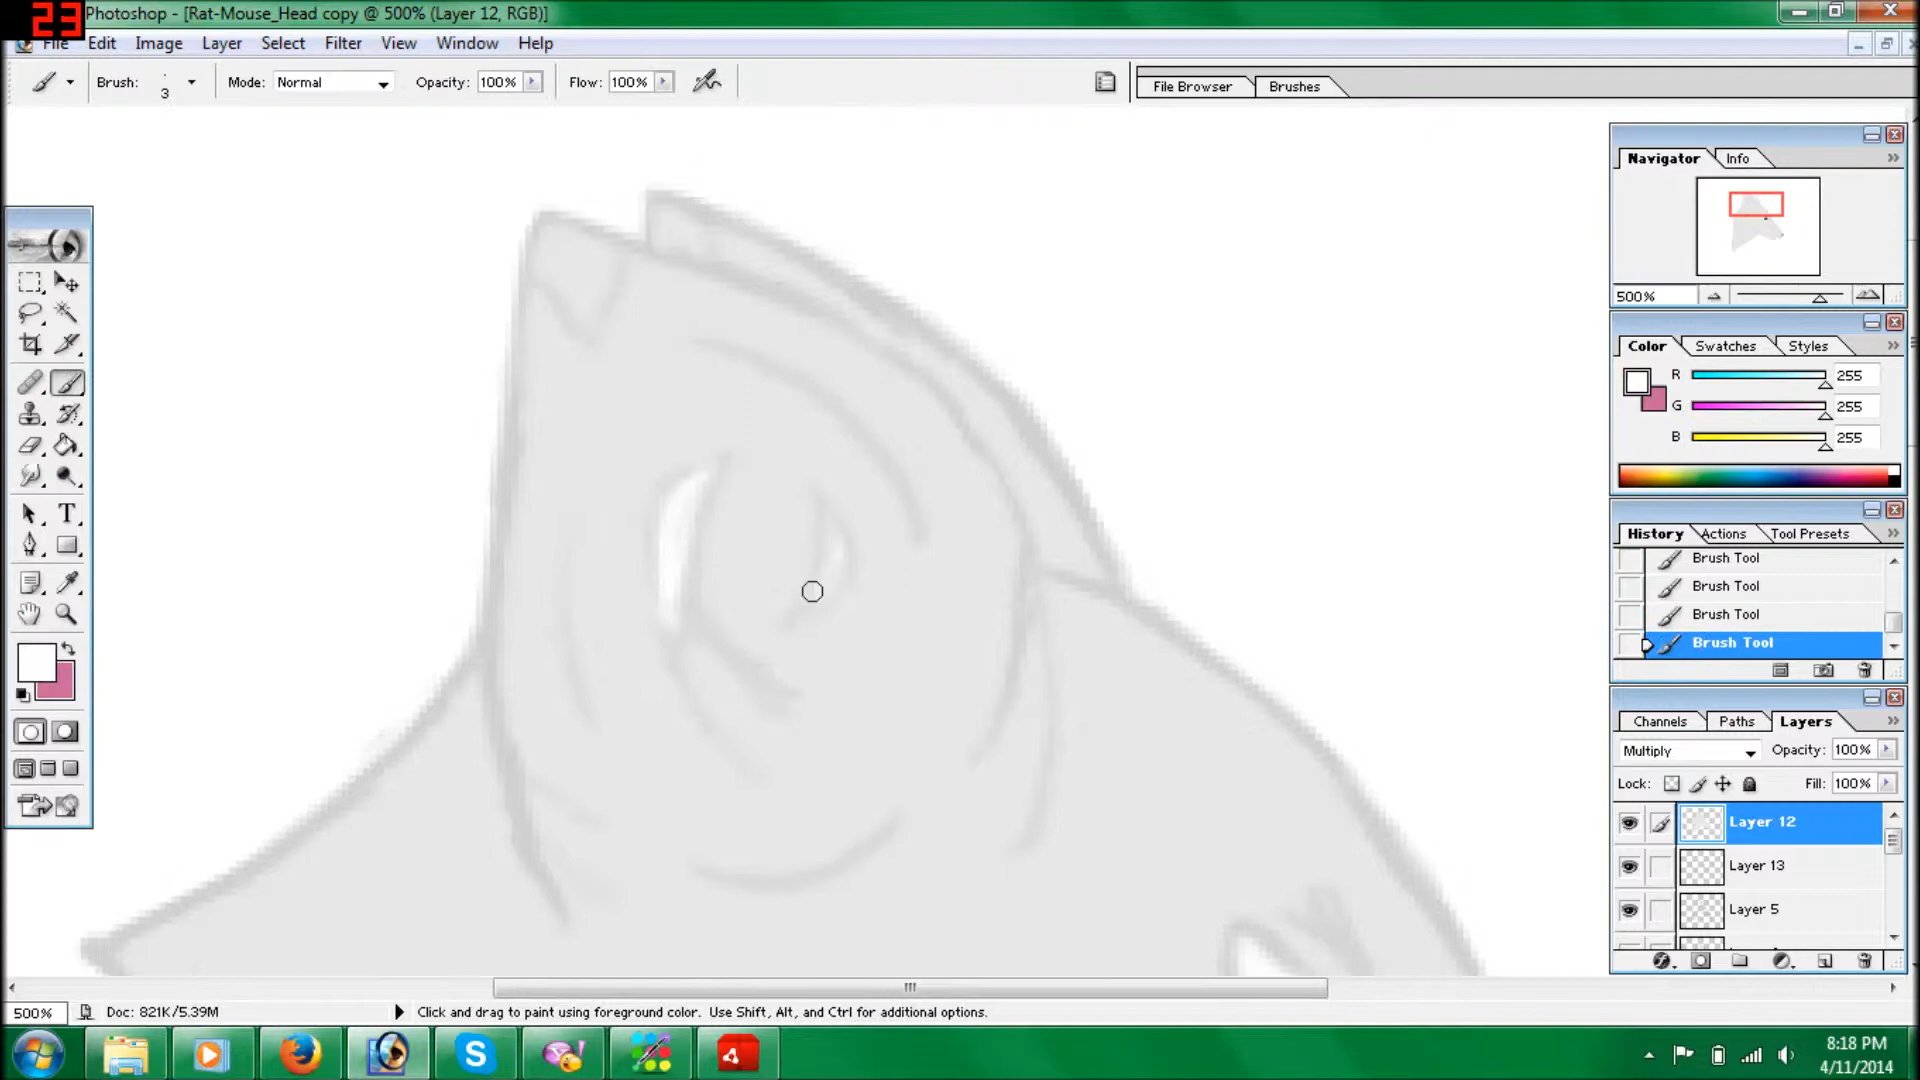 23
Photoshop - [Rat-Mouse_Head copy @ 500% (Layer 12, RGB)]
File Edit Image Layer Select Filter View Window Help
Brush: 3 Mode: Normal Opacity: 100% Flow: 100%
File Browser Brushes
Navigator Info
500%
Color Swatches Styles
R 255
G 255
B 255
History Actions Tool Presets
Brush Tool
Brush Tool
Brush Tool
Brush Tool
Channels Paths Layers
Multiply Opacity: 100%
Lock: Fill: 100%
Layer 12
Layer 13
Layer 5
500% Doc: 821K/5.39M Click and drag to paint using foreground color. Use Shift, Alt, and Ctrl for additional options.
8:18 PM
4/11/2014